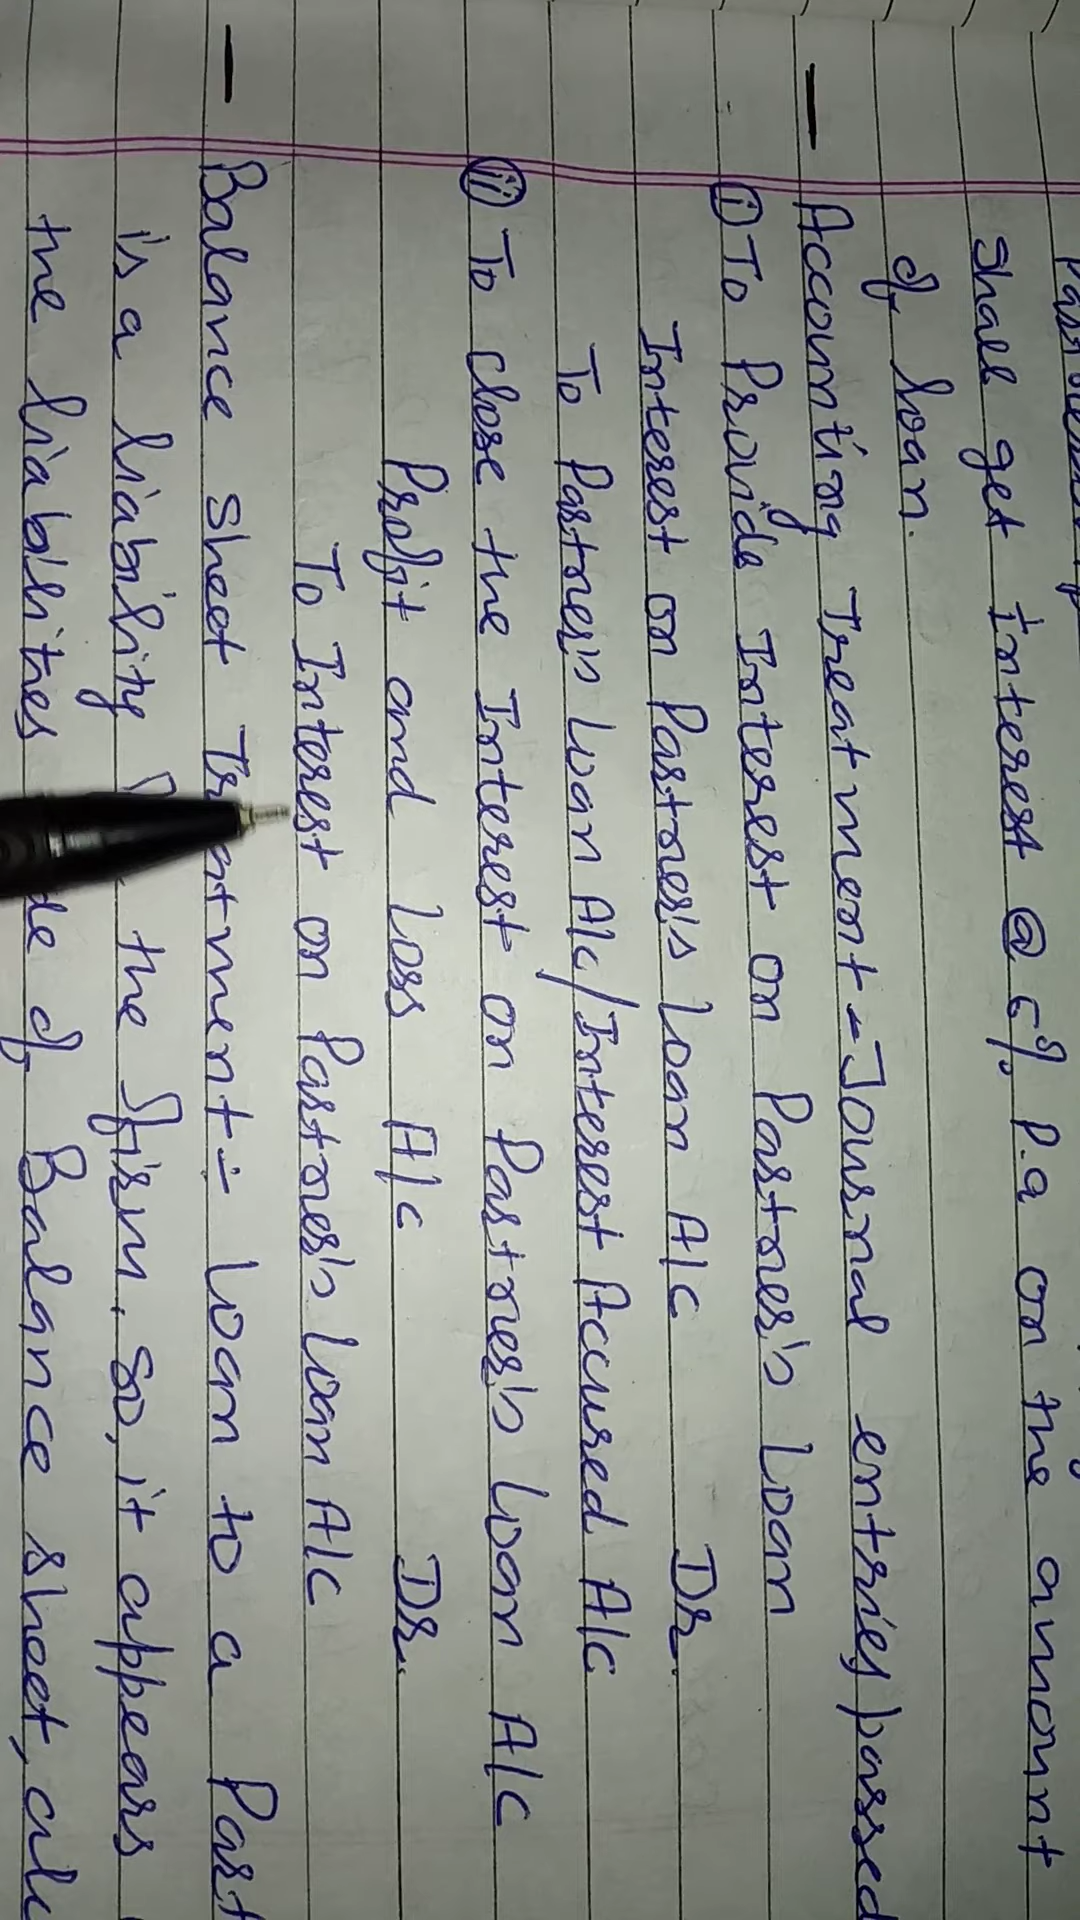 shall get interest @ 6% P.a on the amount
of loan.
Accounting Treatment - Journal entries passed
(i) To Provide Interest on Partner's Loan
Interest on Partner's Loan A/c Dr.
To Partner's Loan A/c/Interest Accured A/c
(ii) To close the Interest on Partner's Loan A/c
Profit and Loss A/c Dr.
To Interest on Partner's Loan A/c
Balance Sheet Treatment:- Loan to a Part
is a liability the firm. So, it appears
the liablities of Balance Sheet,